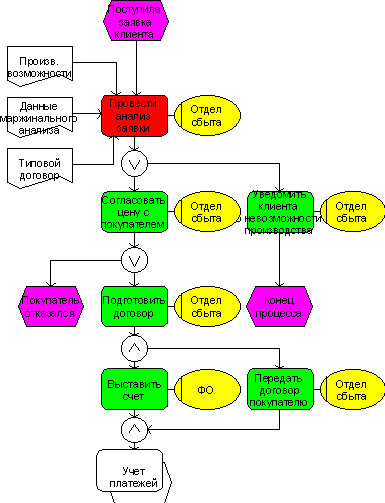 Поступила
заявка
клиента
Произв.
возможности
Данные
маржинального
анализа
Типовой
договор
Провести
анализ
заявки
Отдел
сбыта
Согласовать
цену с
покупателем
Отдел
сбыта
Уведомить
клиента
о невозможности
производства
Отдел
сбыта
Покупатель
отказался
Подготовить
договор
Отдел
сбыта
Конец
процесса
Выставить
счет
ФО
Передать
договор
покупателю
Отдел
сбыта
Учет
платежей